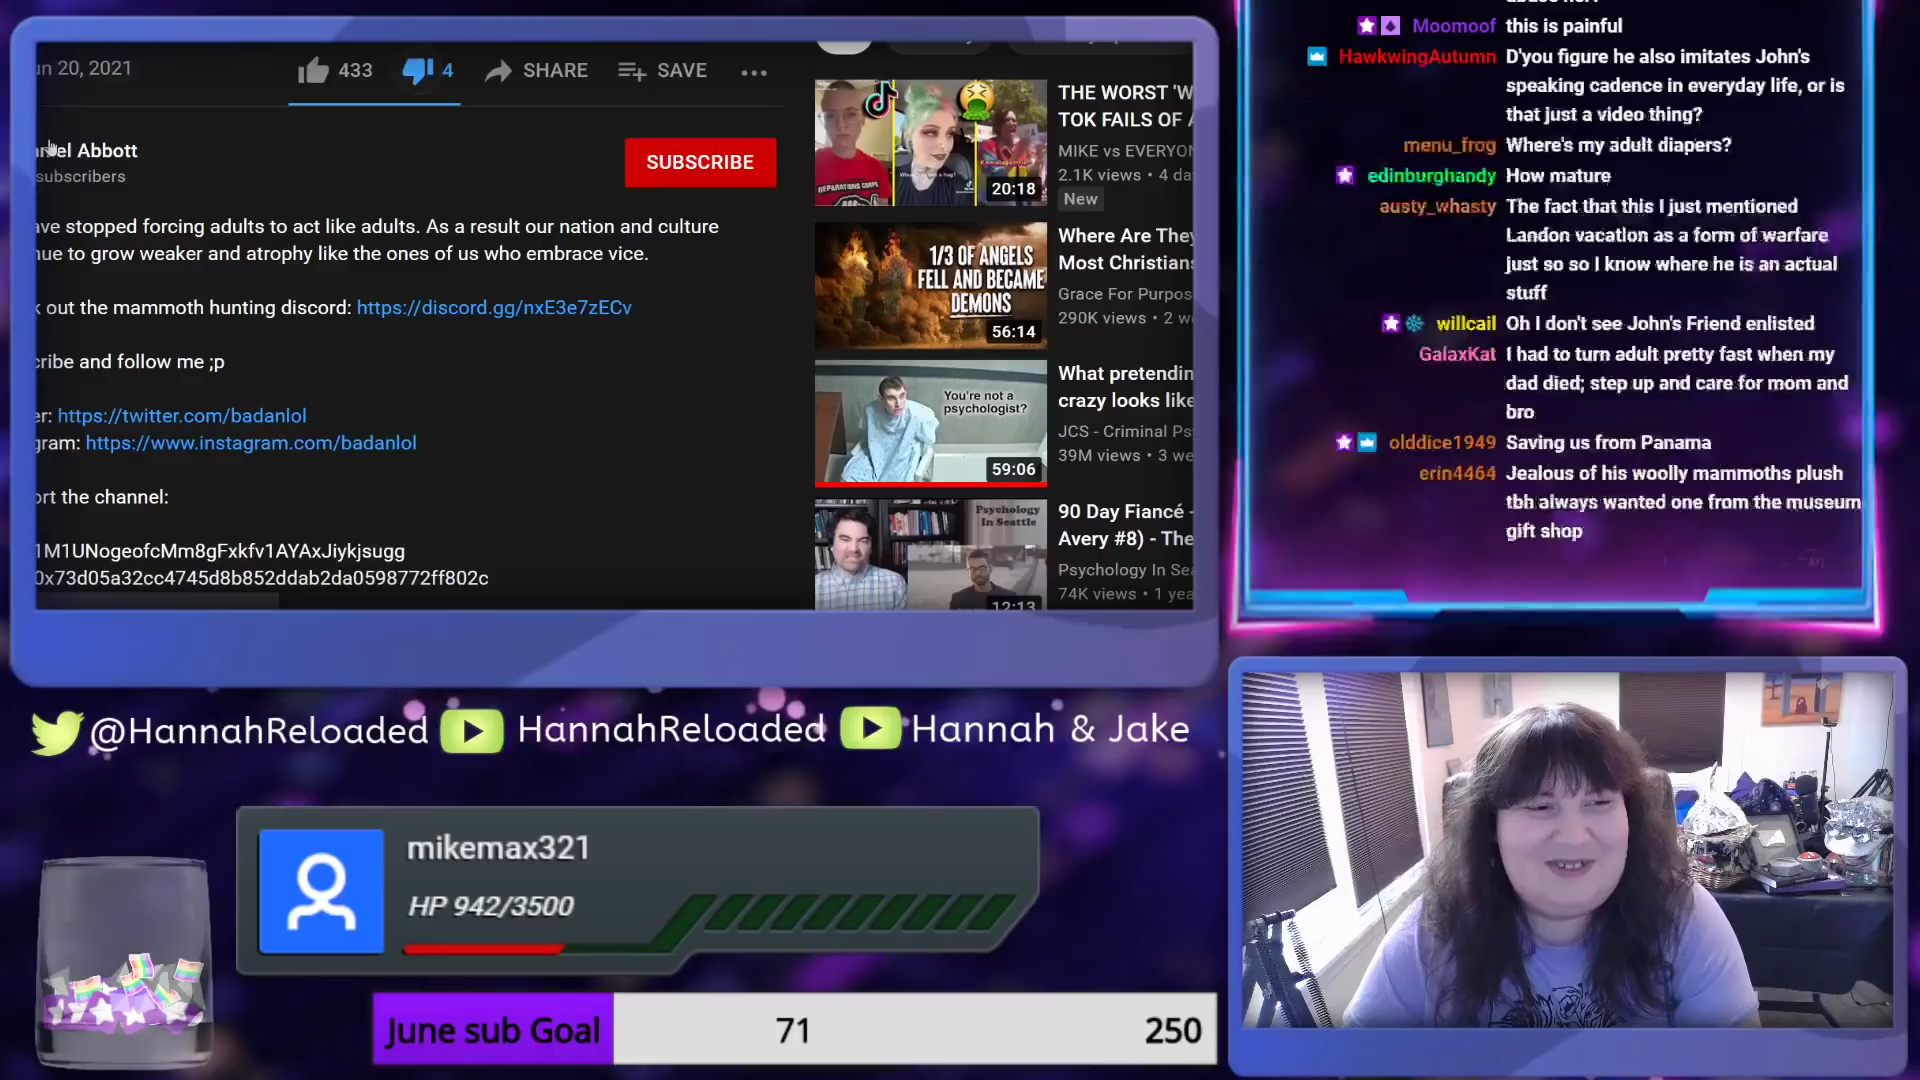 un 20, 2021
433
4
SHARE
SAVE
el Abbott
subscribers
SUBSCRIBE
ave stopped forcing adults to act like adults. As a result our nation and culture
nue to grow weaker and atrophy like the ones of us who embrace vice.
k out the mammoth hunting discord: https://discord.gg/nxE3e7zECv
cribe and follow me ;p
er: https://twitter.com/badanlol
gram: https://www.instagram.com/badanlol
ort the channel:
1M1UNogeofcMm8gFxkfv1AYAxJiykjsugg
0x73d05a32cc4745d8b852ddab2da0598772ff802c
REPARATIONS CORPS
20:18
THE WORST 'W
TOK FAILS OF A
MIKE vs EVERYON
2.1K views • 4 da
New
1/3 OF ANGELS
FELL AND BECAME
DEMONS
56:14
Where Are They
Most Christians
Grace For Purpos
290K views • 2 w
You're not a
psychologist?
59:06
What pretendin
crazy looks like
JCS - Criminal Ps
39M views • 3 we
Psychology
In Seattle
12:13
90 Day Fiancé -
Avery #8) - The
Psychology In Sea
74K views • 1 yea
Moomoof this is painful
HawkwingAutumn D'you figure he also imitates John's
speaking cadence in everyday life, or is
that just a video thing?
menu_frog Where's my adult diapers?
edinburghandy How mature
austy_whasty The fact that this I just mentioned
Landon vacation as a form of warfare
just so so I know where he is an actual
stuff
willcail Oh I don't see John's Friend enlisted
GalaxKat I had to turn adult pretty fast when my
dad died; step up and care for mom and
bro
olddice1949 Saving us from Panama
erin4464 Jealous of his woolly mammoths plush
tbh always wanted one from the museum
gift shop
@HannahReloaded HannahReloaded Hannah & Jake
mikemax321
HP 942/3500
June sub Goal 71 250